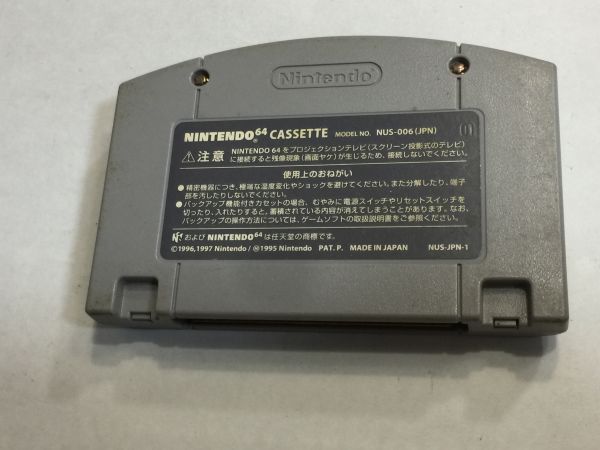 Nintendo
NINTENDO64 CASSETTE MODEL NO. NUS-006(JPN)
⚠注意 NINTENDO 64をプロジェクションテレビ(スクリーン投影式のテレビ)
に接続すると残像現象(画面ヤケ)が生じるため、接続しないでください。
使用上のおねがい
●精密機器につき、極端な温度変化やショックを避けてください。また分解したり、端子
部を汚したりしないでください。
●バックアップ機能付きカセットの場合、むやみに電源スイッチやリセットスイッチを
切ったり、入れたりすると、蓄積されている内容が消えてしまうことがあります。なお、
バックアップの操作方法については、ゲームソフトの取扱説明書をご参照ください。
および NINTENDO64 は任天堂の商標です。
©1996,1997 Nintendo/Ⓜ1995 Nintendo PAT. P. MADE IN JAPAN NUS-JPN-1